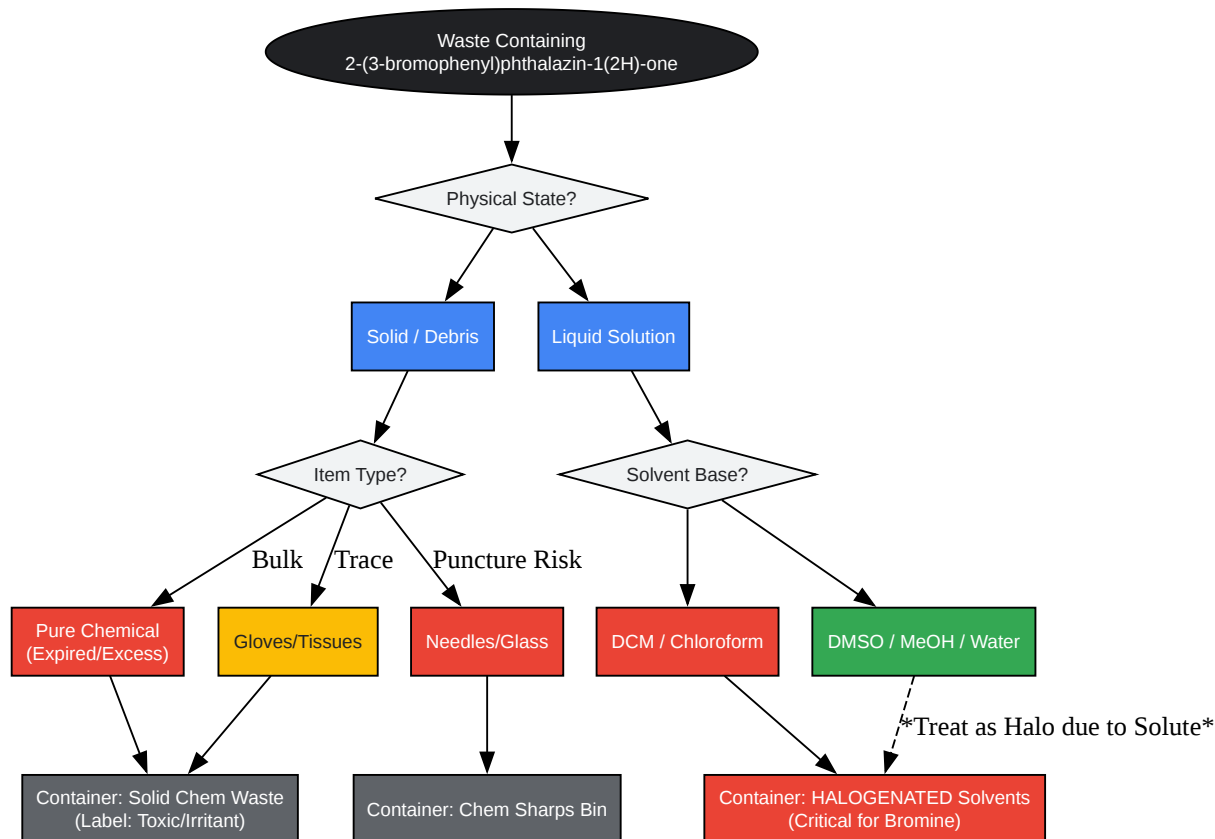 Waste Containing
2-(3-bromophenyl)phthalazin-1(2H)-one
Physical State?
Solid / Debris
Liquid Solution
Item Type?
Solvent Base?
Bulk
Trace
Puncture Risk
Pure Chemical
(Expired/Excess)
Gloves/Tissues
Needles/Glass
DCM / Chloroform
DMSO / MeOH / Water
*Treat as Halo due to Solute*
Container: Solid Chem Waste
(Label: Toxic/Irritant)
Container: Chem Sharps Bin
Container: HALOGENATED Solvents
(Critical for Bromine)